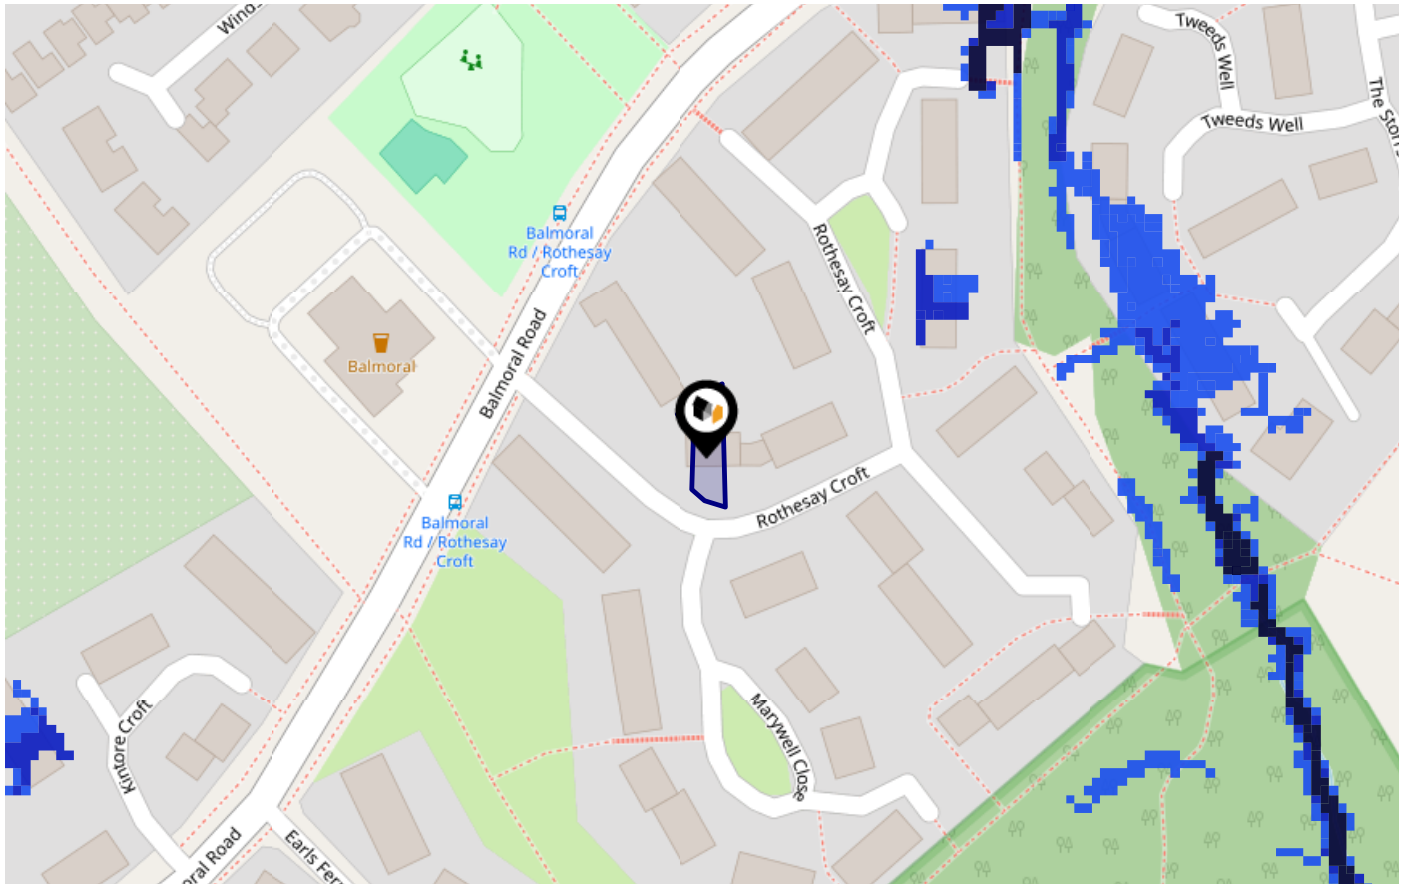 Tweeds
Well
Tweeds Well
Balmoral
Rd / Rothesay
Croft
Rothesay Croft
Balmoral Road
Balmoral
Balmoral
Rd / Rothesay
Croft
Rothesay Croft
Kintore Croft
Marywell Close